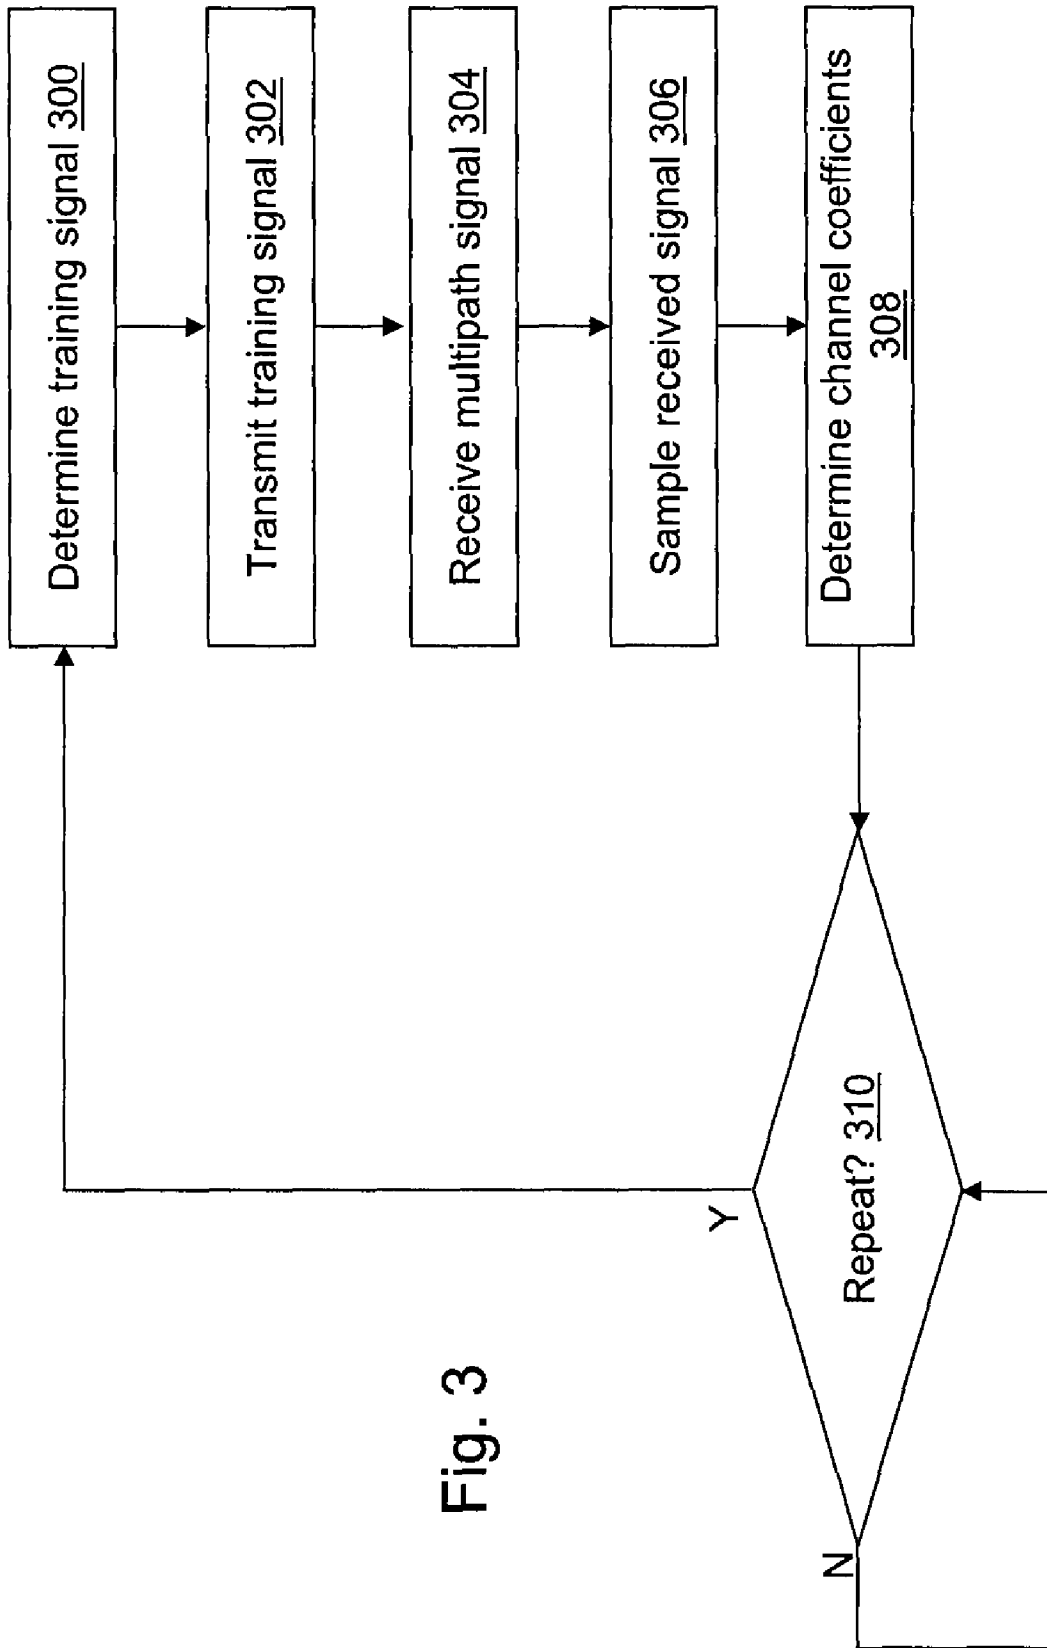 Determine training signal 300
Transmit training signal 302
Receive multipath signal 304
Sample received signal 306
Determine channel coefficients
308
Repeat? 310
Y
N
Fig. 3